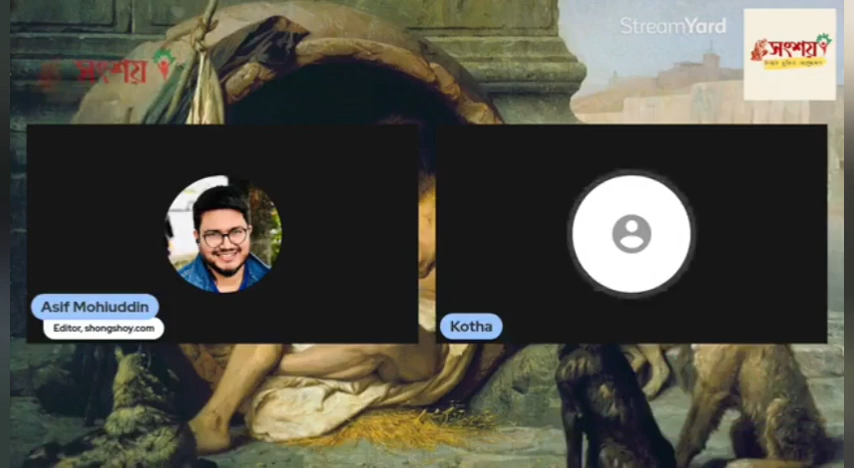 StreamYard
সংশয়
সংশয়
Asif Mohiuddin
Editor, shongshoy.com
Kotha